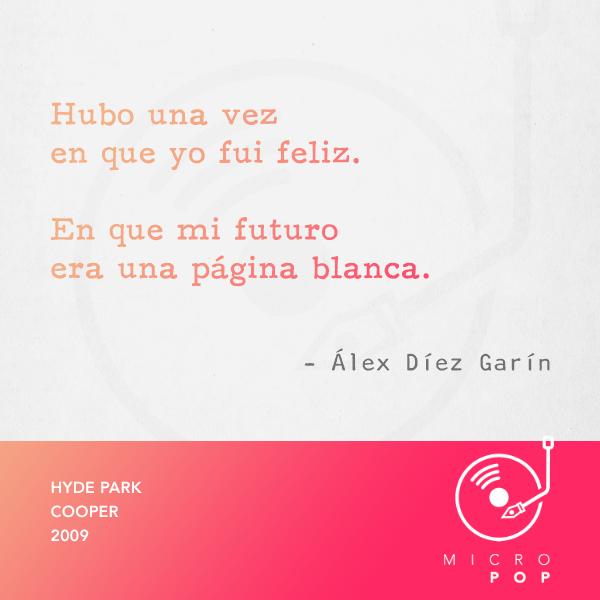 Hubo una vez
en que yo fui feliz.
En que mi futuro
era una página blanca.
– Álex Díez Garín
HYDE PARK
COOPER
2009
MICRO
POP